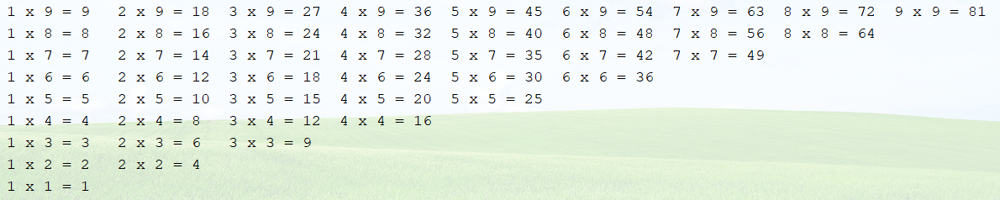 1 x 9 = 9   2 x 9 = 18  3 x 9 = 27  4 x 9 = 36  5 x 9 = 45  6 x 9 = 54  7 x 9 = 63  8 x 9 = 72  9 x 9 = 81
1 x 8 = 8   2 x 8 = 16  3 x 8 = 24  4 x 8 = 32  5 x 8 = 40  6 x 8 = 48  7 x 8 = 56  8 x 8 = 64
1 x 7 = 7   2 x 7 = 14  3 x 7 = 21  4 x 7 = 28  5 x 7 = 35  6 x 7 = 42  7 x 7 = 49
1 x 6 = 6   2 x 6 = 12  3 x 6 = 18  4 x 6 = 24  5 x 6 = 30  6 x 6 = 36
1 x 5 = 5   2 x 5 = 10  3 x 5 = 15  4 x 5 = 20  5 x 5 = 25
1 x 4 = 4   2 x 4 = 8   3 x 4 = 12  4 x 4 = 16
1 x 3 = 3   2 x 3 = 6   3 x 3 = 9
1 x 2 = 2   2 x 2 = 4
1 x 1 = 1